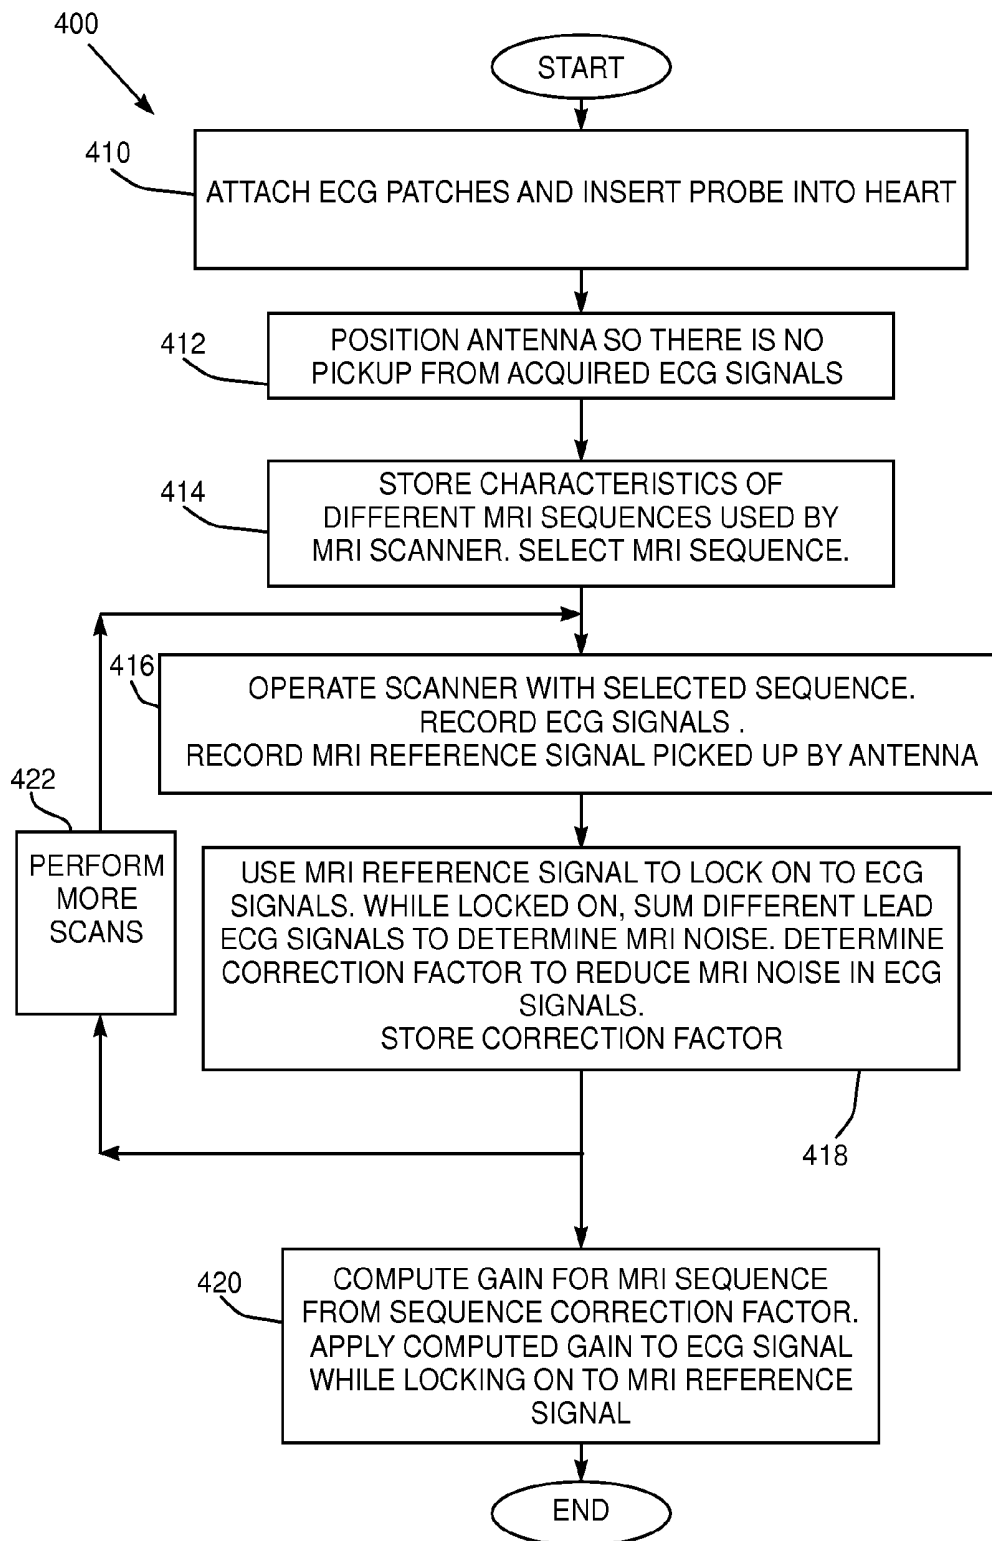 400
START
410
ATTACH ECG PATCHES AND INSERT PROBE INTO HEART
412
POSITION ANTENNA SO THERE IS NO
PICKUP FROM ACQUIRED ECG SIGNALS
414
STORE CHARACTERISTICS OF
DIFFERENT MRI SEQUENCES USED BY
MRI SCANNER. SELECT MRI SEQUENCE.
416
OPERATE SCANNER WITH SELECTED SEQUENCE.
RECORD ECG SIGNALS .
RECORD MRI REFERENCE SIGNAL PICKED UP BY ANTENNA
422
PERFORM
MORE
SCANS
USE MRI REFERENCE SIGNAL TO LOCK ON TO ECG
SIGNALS. WHILE LOCKED ON, SUM DIFFERENT LEAD
ECG SIGNALS TO DETERMINE MRI NOISE. DETERMINE
CORRECTION FACTOR TO REDUCE MRI NOISE IN ECG
SIGNALS.
STORE CORRECTION FACTOR
418
420
COMPUTE GAIN FOR MRI SEQUENCE
FROM SEQUENCE CORRECTION FACTOR.
APPLY COMPUTED GAIN TO ECG SIGNAL
WHILE LOCKING ON TO MRI REFERENCE
SIGNAL
END